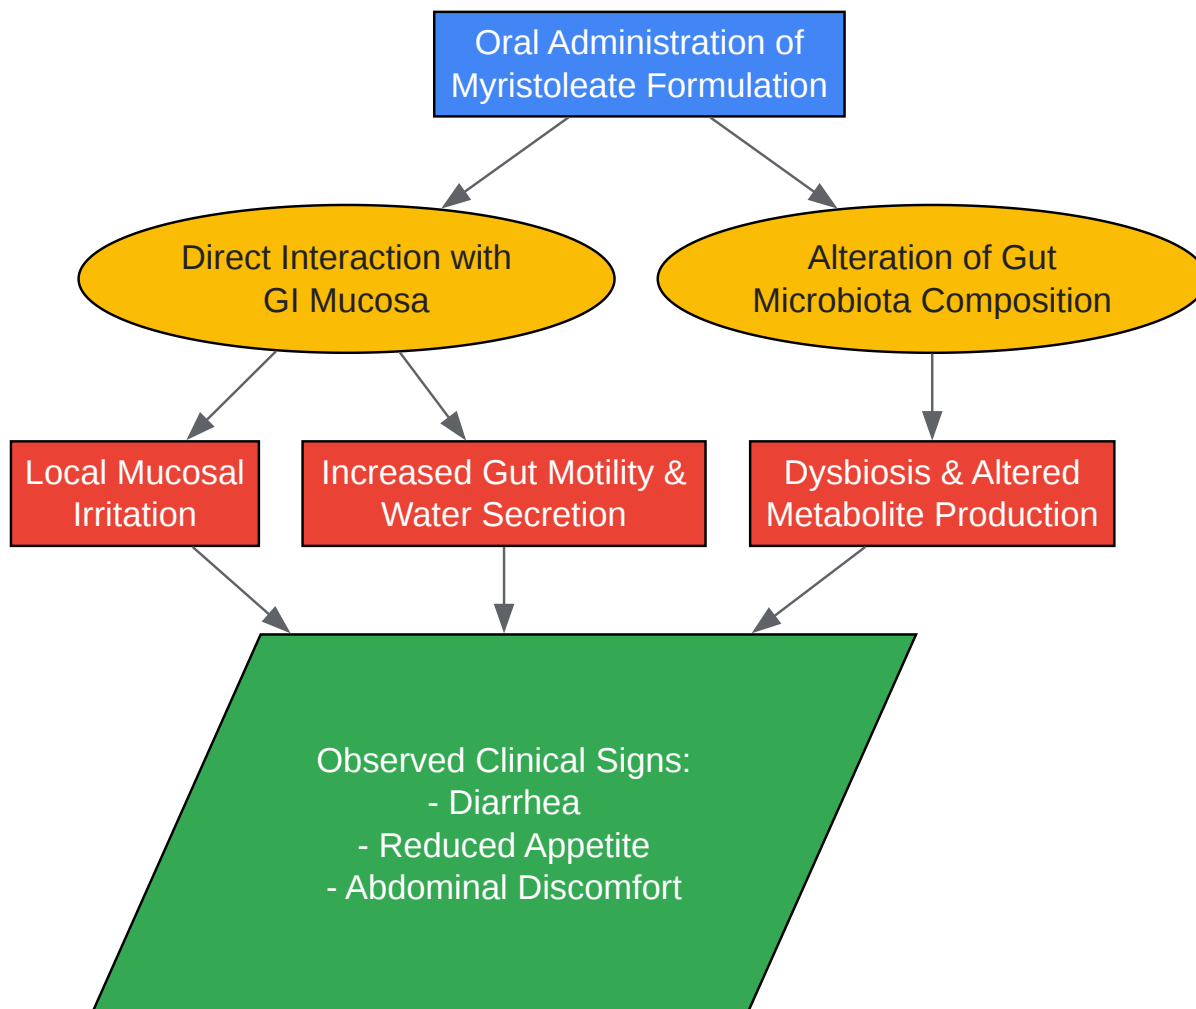 Oral Administration of
Myristoleate Formulation
Direct Interaction with
GI Mucosa
Alteration of Gut
Microbiota Composition
Local Mucosal
Irritation
Increased Gut Motility &
Water Secretion
Dysbiosis & Altered
Metabolite Production
Observed Clinical Signs:
- Diarrhea
- Reduced Appetite
- Abdominal Discomfort